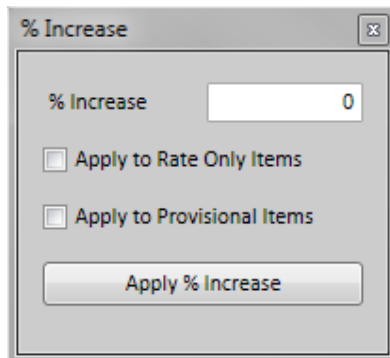 % Increase
% Increase 0
Apply to Rate Only Items
Apply to Provisional Items
Apply % Increase